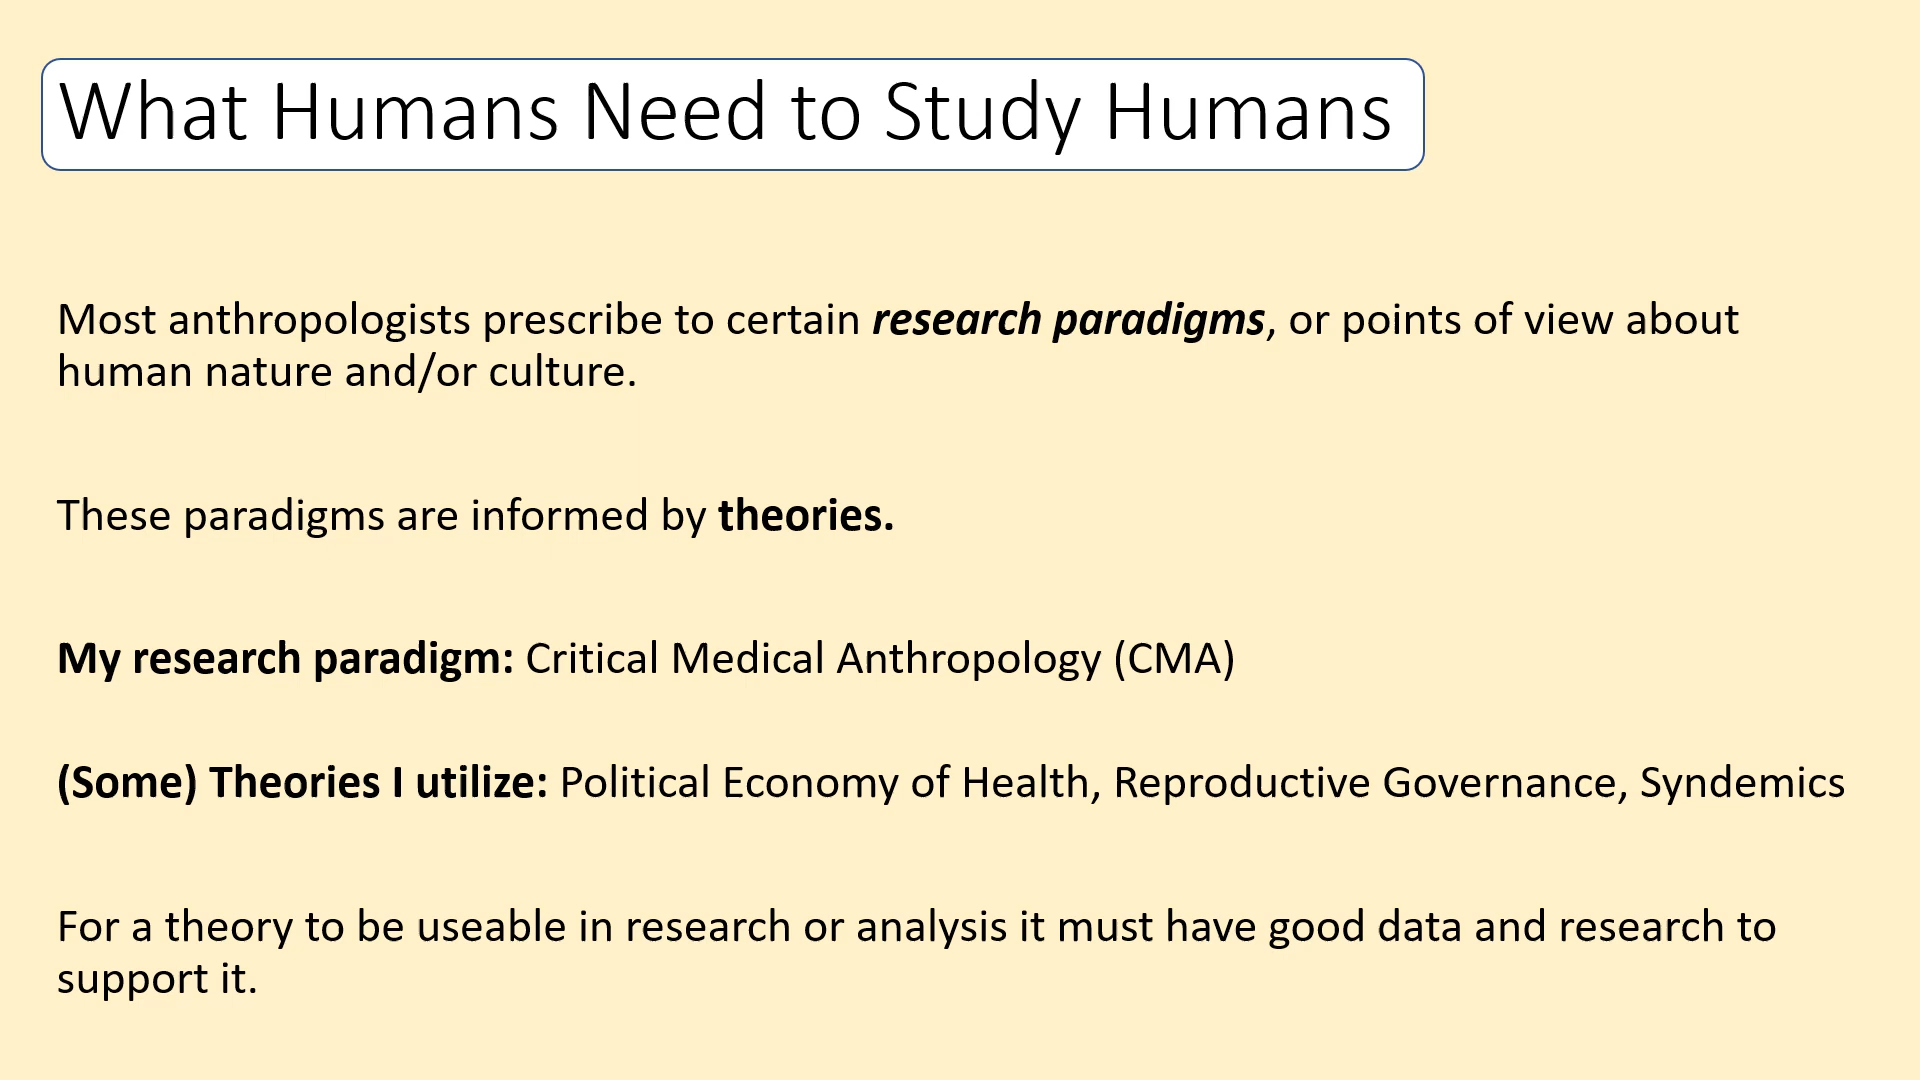 What Humans Need to Study Humans
Most anthropologists prescribe to certain research paradigms, or points of view about
human nature and/or culture.
These paradigms are informed by theories.
My research paradigm: Critical Medical Anthropology (CMA)
(Some) Theories I utilize: Political Economy of Health, Reproductive Governance, Syndemics
For a theory to be useable in research or analysis it must have good data and research to
support it.